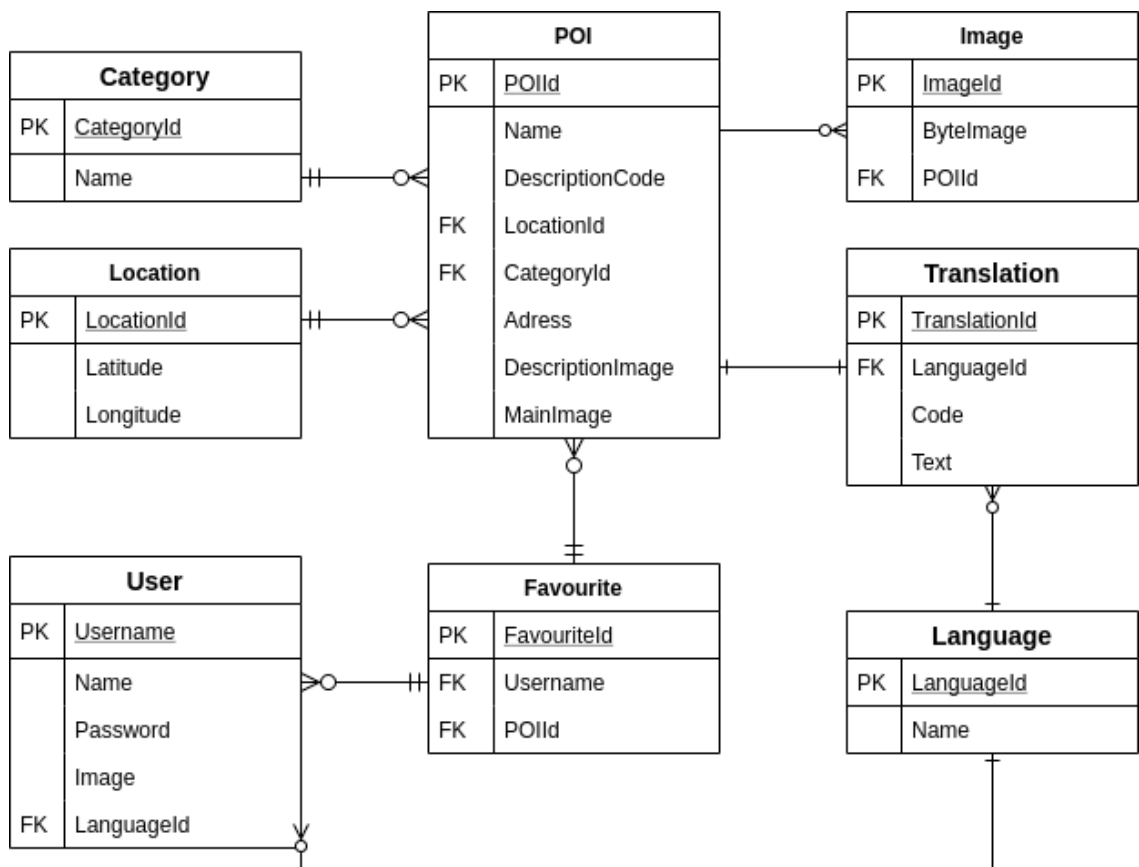 Category
PK CategoryId
Name
Location
PK LocationId
Latitude
Longitude
User
PK Username
Name
Password
Image
FK LanguageId
POI
PK POIId
Name
DescriptionCode
FK LocationId
FK CategoryId
Adress
DescriptionImage
MainImage
Favourite
PK FavouriteId
FK Username
FK POIId
Image
PK ImageId
ByteImage
FK POIId
Translation
PK TranslationId
FK LanguageId
Code
Text
Language
PK LanguageId
Name